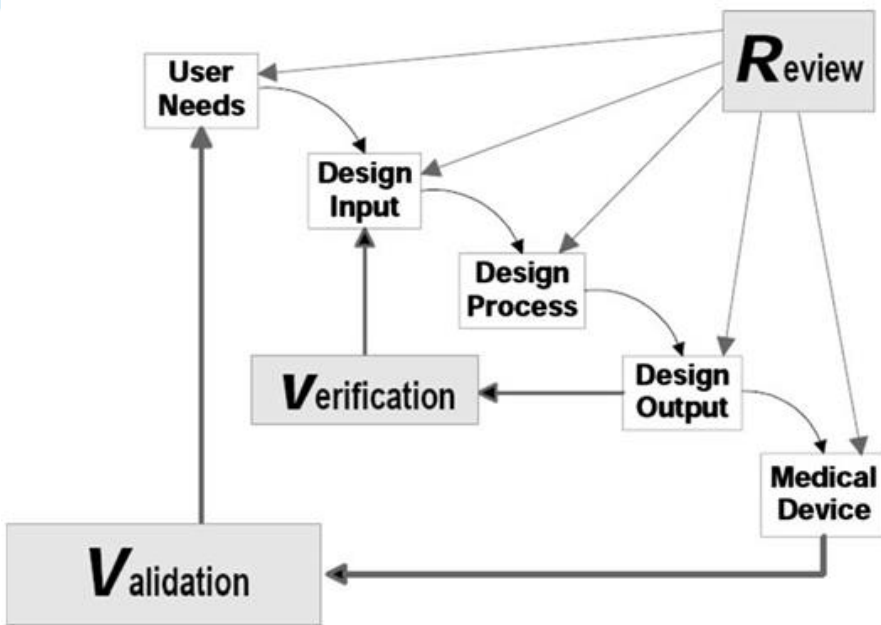 User
Needs
Review
Design
Input
Design
Process
Verification
Design
Output
Medical
Device
Validation